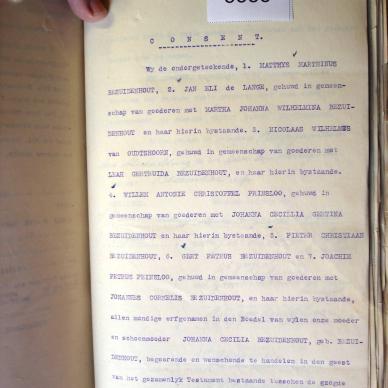 C O N S E N T.
Wy de ondergeteekende, 1. MATTHYS MARTHINUS
BEZUIDENHOUT, 2. JAN ELI de LANGE, gehuwd in gemeen-
schap van goederen met MARTHA JOHANNA WILHELMINA BEZUI-
DENHOUT en haar hierin bystaande. 3. NICOLAAS WILHELMUS
van OUDTSHOORN, gehuwd in gemeenschap van goederen met
LEAH GERTRUIDA BEZUIDENHOUT, en haar hierin bystaande.
4. WILLEM ANTONIE CHRISTOFFEL PRINSLOO, gehuwd in
gemeenschap van goederen met JOHANNA CECILLIA GESTINA
BEZUIDENHOUT en haar hierin bystaande, 5. PIETER CHRISTIAAN
BEZUIDENHOUT, 6. GERT PETRUS BEZUIDENHOUT en 7. JOACHIM
PETRUS PRINSLOO, gehuwd in gemeenschap van goederen met
JOHANNES CORNELIS BEZUIDENHOUT, en haar hierin bystaande,
allen mondige erfgenamen in den Boedel van wylen onze moeder
en schoonmoeder JOHANNA CECILIA BEZUIDENHOUT, geb. BEZUI-
DENHOUT, begeerende en wenschende te handelen in den geest
van het gezamenlyk Testament bestaande tusschen de gzegde